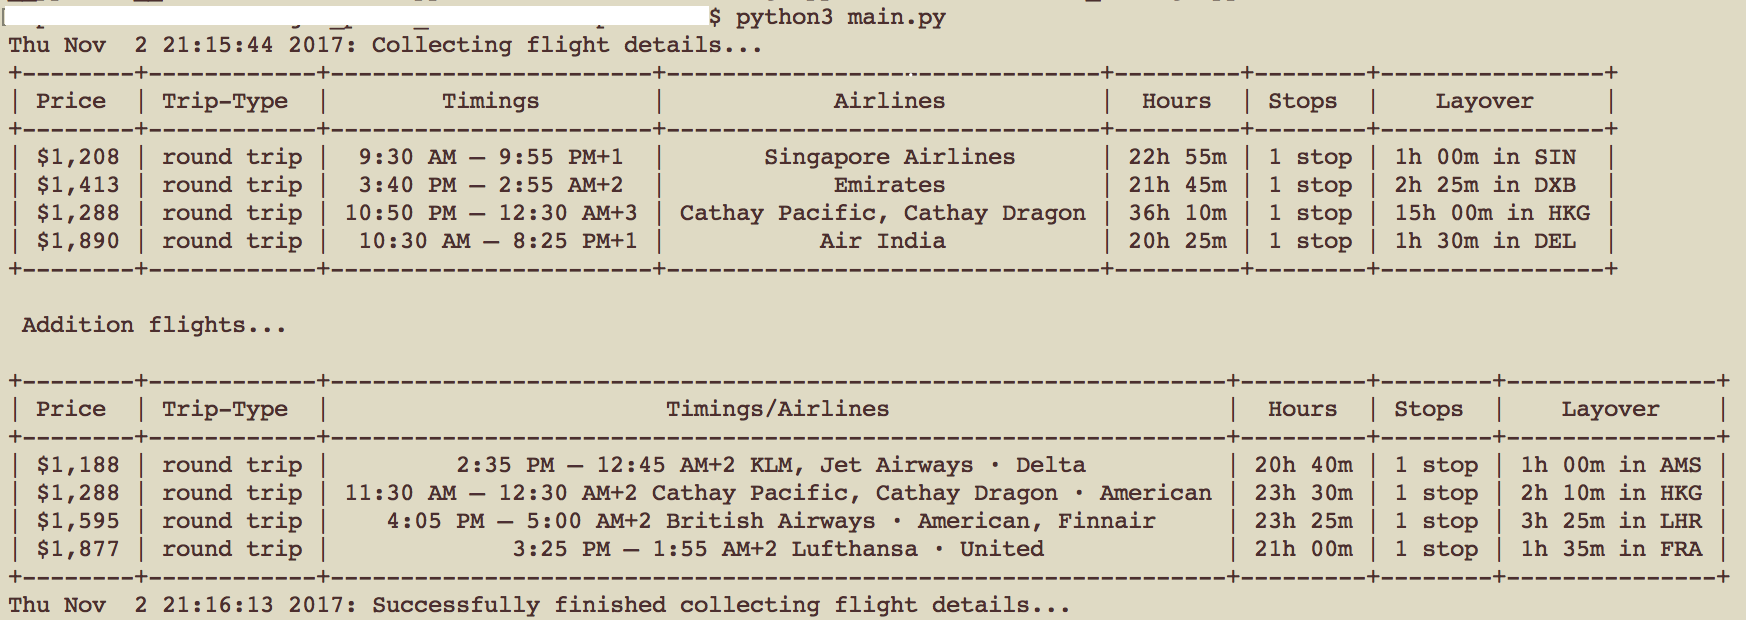 $ python3 main.py
Thu Nov  2 21:15:44 2017: Collecting flight details...
+--------+------------+-----------------------+-------------------------------+---------+--------+----------------+
| Price  | Trip-Type  |        Timings        |            Airlines           |  Hours  | Stops  |    Layover     |
+--------+------------+-----------------------+-------------------------------+---------+--------+----------------+
| $1,208 | round trip |  9:30 AM – 9:55 PM+1  |       Singapore Airlines      | 22h 55m | 1 stop | 1h 00m in SIN  |
| $1,413 | round trip |  3:40 PM – 2:55 AM+2  |            Emirates           | 21h 45m | 1 stop | 2h 25m in DXB  |
| $1,288 | round trip | 10:50 PM – 12:30 AM+3 | Cathay Pacific, Cathay Dragon | 36h 10m | 1 stop | 15h 00m in HKG |
| $1,890 | round trip |  10:30 AM – 8:25 PM+1 |           Air India           | 20h 25m | 1 stop | 1h 30m in DEL  |
+--------+------------+-----------------------+-------------------------------+---------+--------+----------------+
 Addition flights...
+--------+------------+----------------------------------------------------------------+---------+--------+---------------+
| Price  | Trip-Type  |                        Timings/Airlines                        |  Hours  | Stops  |    Layover    |
+--------+------------+----------------------------------------------------------------+---------+--------+---------------+
| $1,188 | round trip |         2:35 PM – 12:45 AM+2 KLM, Jet Airways · Delta          | 20h 40m | 1 stop | 1h 00m in AMS |
| $1,288 | round trip | 11:30 AM – 12:30 AM+2 Cathay Pacific, Cathay Dragon · American | 23h 30m | 1 stop | 2h 10m in HKG |
| $1,595 | round trip |    4:05 PM – 5:00 AM+2 British Airways · American, Finnair     | 23h 25m | 1 stop | 3h 25m in LHR |
| $1,877 | round trip |             3:25 PM – 1:55 AM+2 Lufthansa · United             | 21h 00m | 1 stop | 1h 35m in FRA |
+--------+------------+----------------------------------------------------------------+---------+--------+---------------+
Thu Nov  2 21:16:13 2017: Successfully finished collecting flight details...